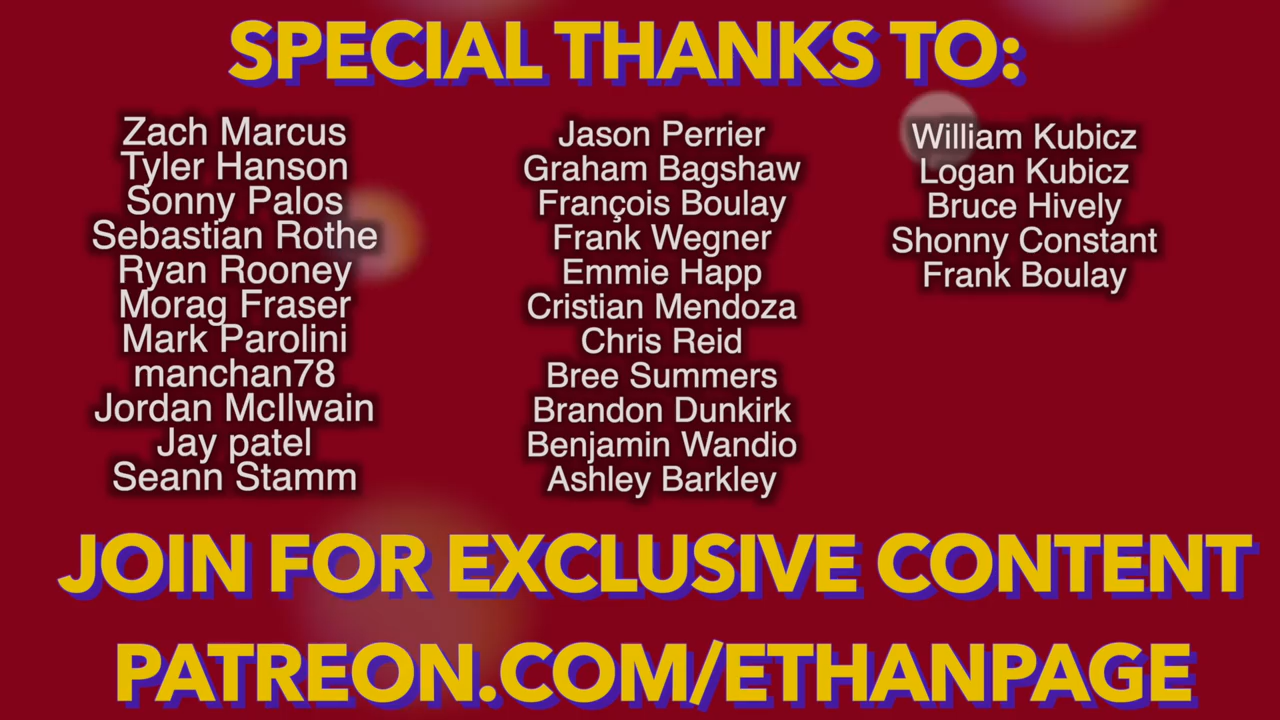 SPECIAL THANKS TO:
Zach Marcus
Tyler Hanson
Sonny Palos
Sebastian Rothe
Ryan Rooney
Morag Fraser
Mark Parolini
manchan78
Jordan McIlwain
Jay patel
Seann Stamm
Jason Perrier
Graham Bagshaw
François Boulay
Frank Wegner
Emmie Happ
Cristian Mendoza
Chris Reid
Bree Summers
Brandon Dunkirk
Benjamin Wandio
Ashley Barkley
William Kubicz
Logan Kubicz
Bruce Hively
Shonny Constant
Frank Boulay
JOIN FOR EXCLUSIVE CONTENT
PATREON.COM/ETHANPAGE